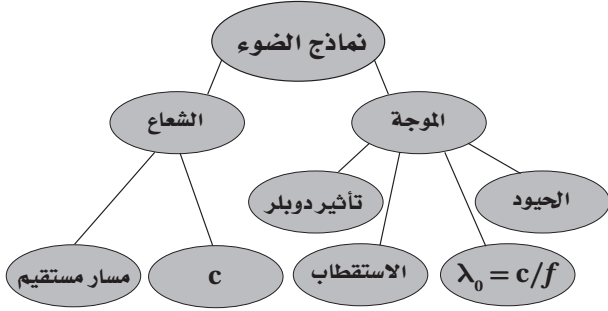 نماذج الضوء
الموجة
الشعاع
الحيود
تأثير دوبلر
λ₀ = c/f
الاستقطاب
c
مسار مستقيم